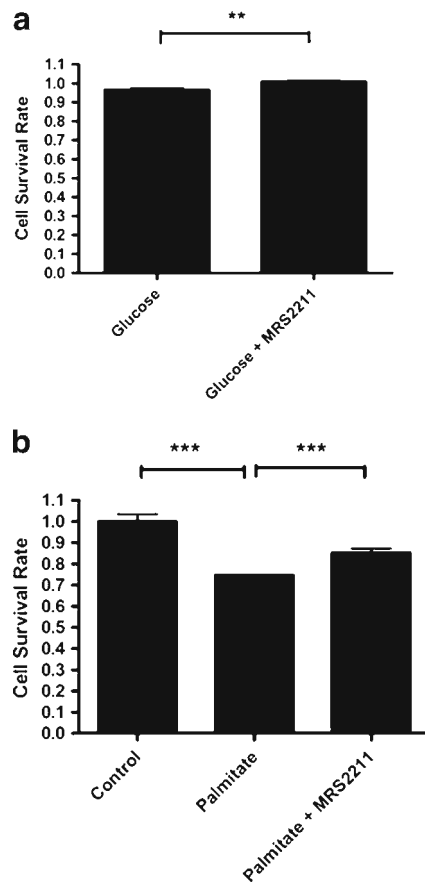 a
**
Cell Survival Rate
1.1
1.0
0.9
0.8
0.7
0.6
0.5
0.4
0.3
0.2
0.1
0.0
Glucose
Glucose + MRS2211
b
*** ***
Cell Survival Rate
1.1
1.0
0.9
0.8
0.7
0.6
0.5
0.4
0.3
0.2
0.1
0.0
Control
Palmitate
Palmitate + MRS2211